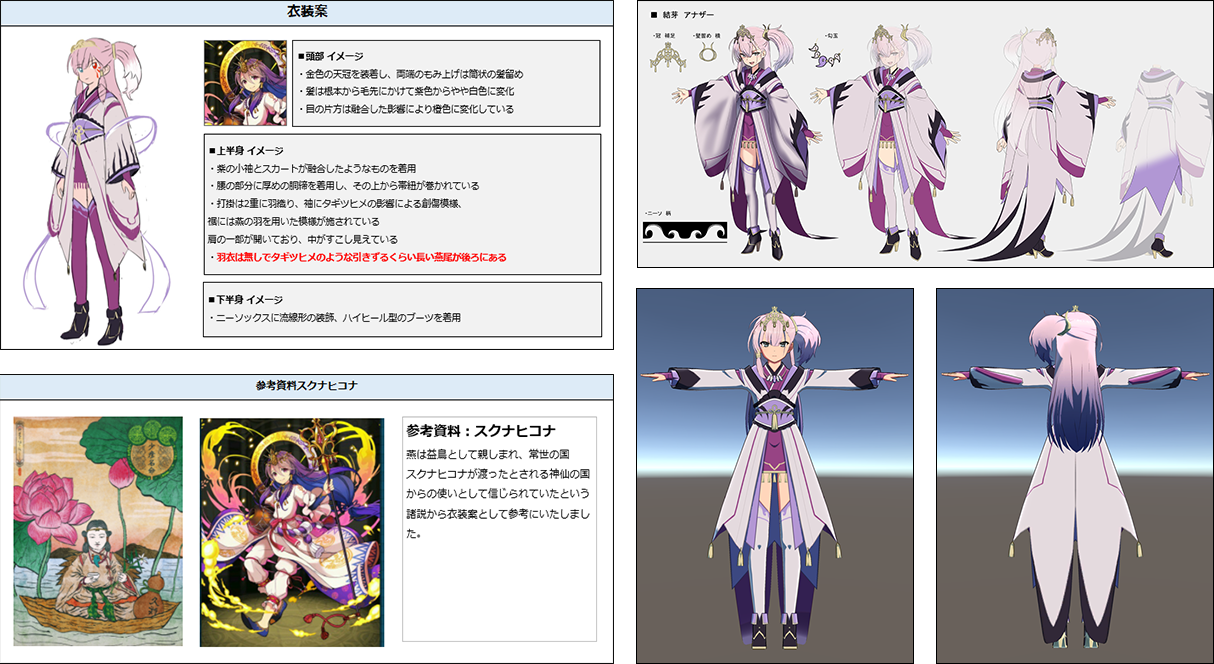 衣装案
■頭部 イメージ
・金色の天冠を装着し、両端のもみ上げは筒状の髪留め
・髪は根本から毛先にかけて紫色からやや白色に変化
・目の片方は融合した影響により橙色に変化している
■上半身 イメージ
・紫の小袖とスカートが融合したようなものを着用
・腰の部分に厚めの胴締を着用し、その上から帯紐が巻かれている
・打掛は2重に羽織り、袖にタギツヒメの影響による創傷模様、
裾には燕の羽を用いた模様が施されている
肩の一部が開いており、中がすこし見えている
・羽衣は無しでタギツヒメのような引きずるくらい長い燕尾が後ろにある
■下半身 イメージ
・ニーソックスに流線形の装飾、ハイヒール型のブーツを着用
参考資料スクナヒコナ
参考資料：スクナヒコナ
燕は益鳥として親しまれ、常世の国
スクナヒコナが渡ったとされる神仙の国
からの使いとして信じられていたという
諸説から衣装案として参考にいたしまし
た。
■ 結芽 アナザー
・冠 補足
・髪留め 横
・勾玉
・ニーソ 柄